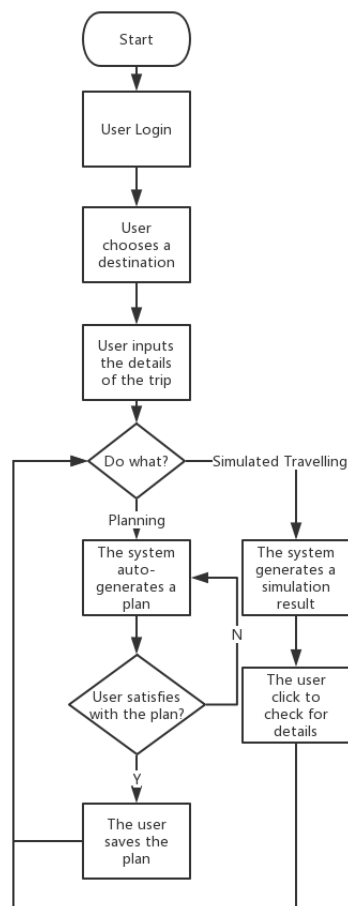 Start
User Login
User
chooses a
destination
User inputs
the details
of the trip
Do what?
Simulated Travelling
Planning
The system
auto-
generates a
plan
The system
generates a
simulation
result
N
User satisfies
with the plan?
The user
click to
check for
details
Y
The user
saves the
plan